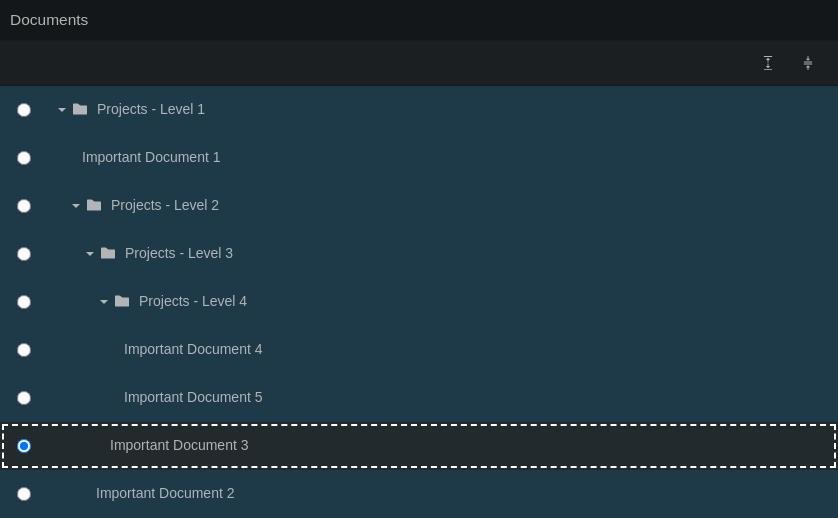 Documents
Projects - Level 1
Important Document 1
Projects - Level 2
Projects - Level 3
Projects - Level 4
Important Document 4
Important Document 5
Important Document 3
Important Document 2